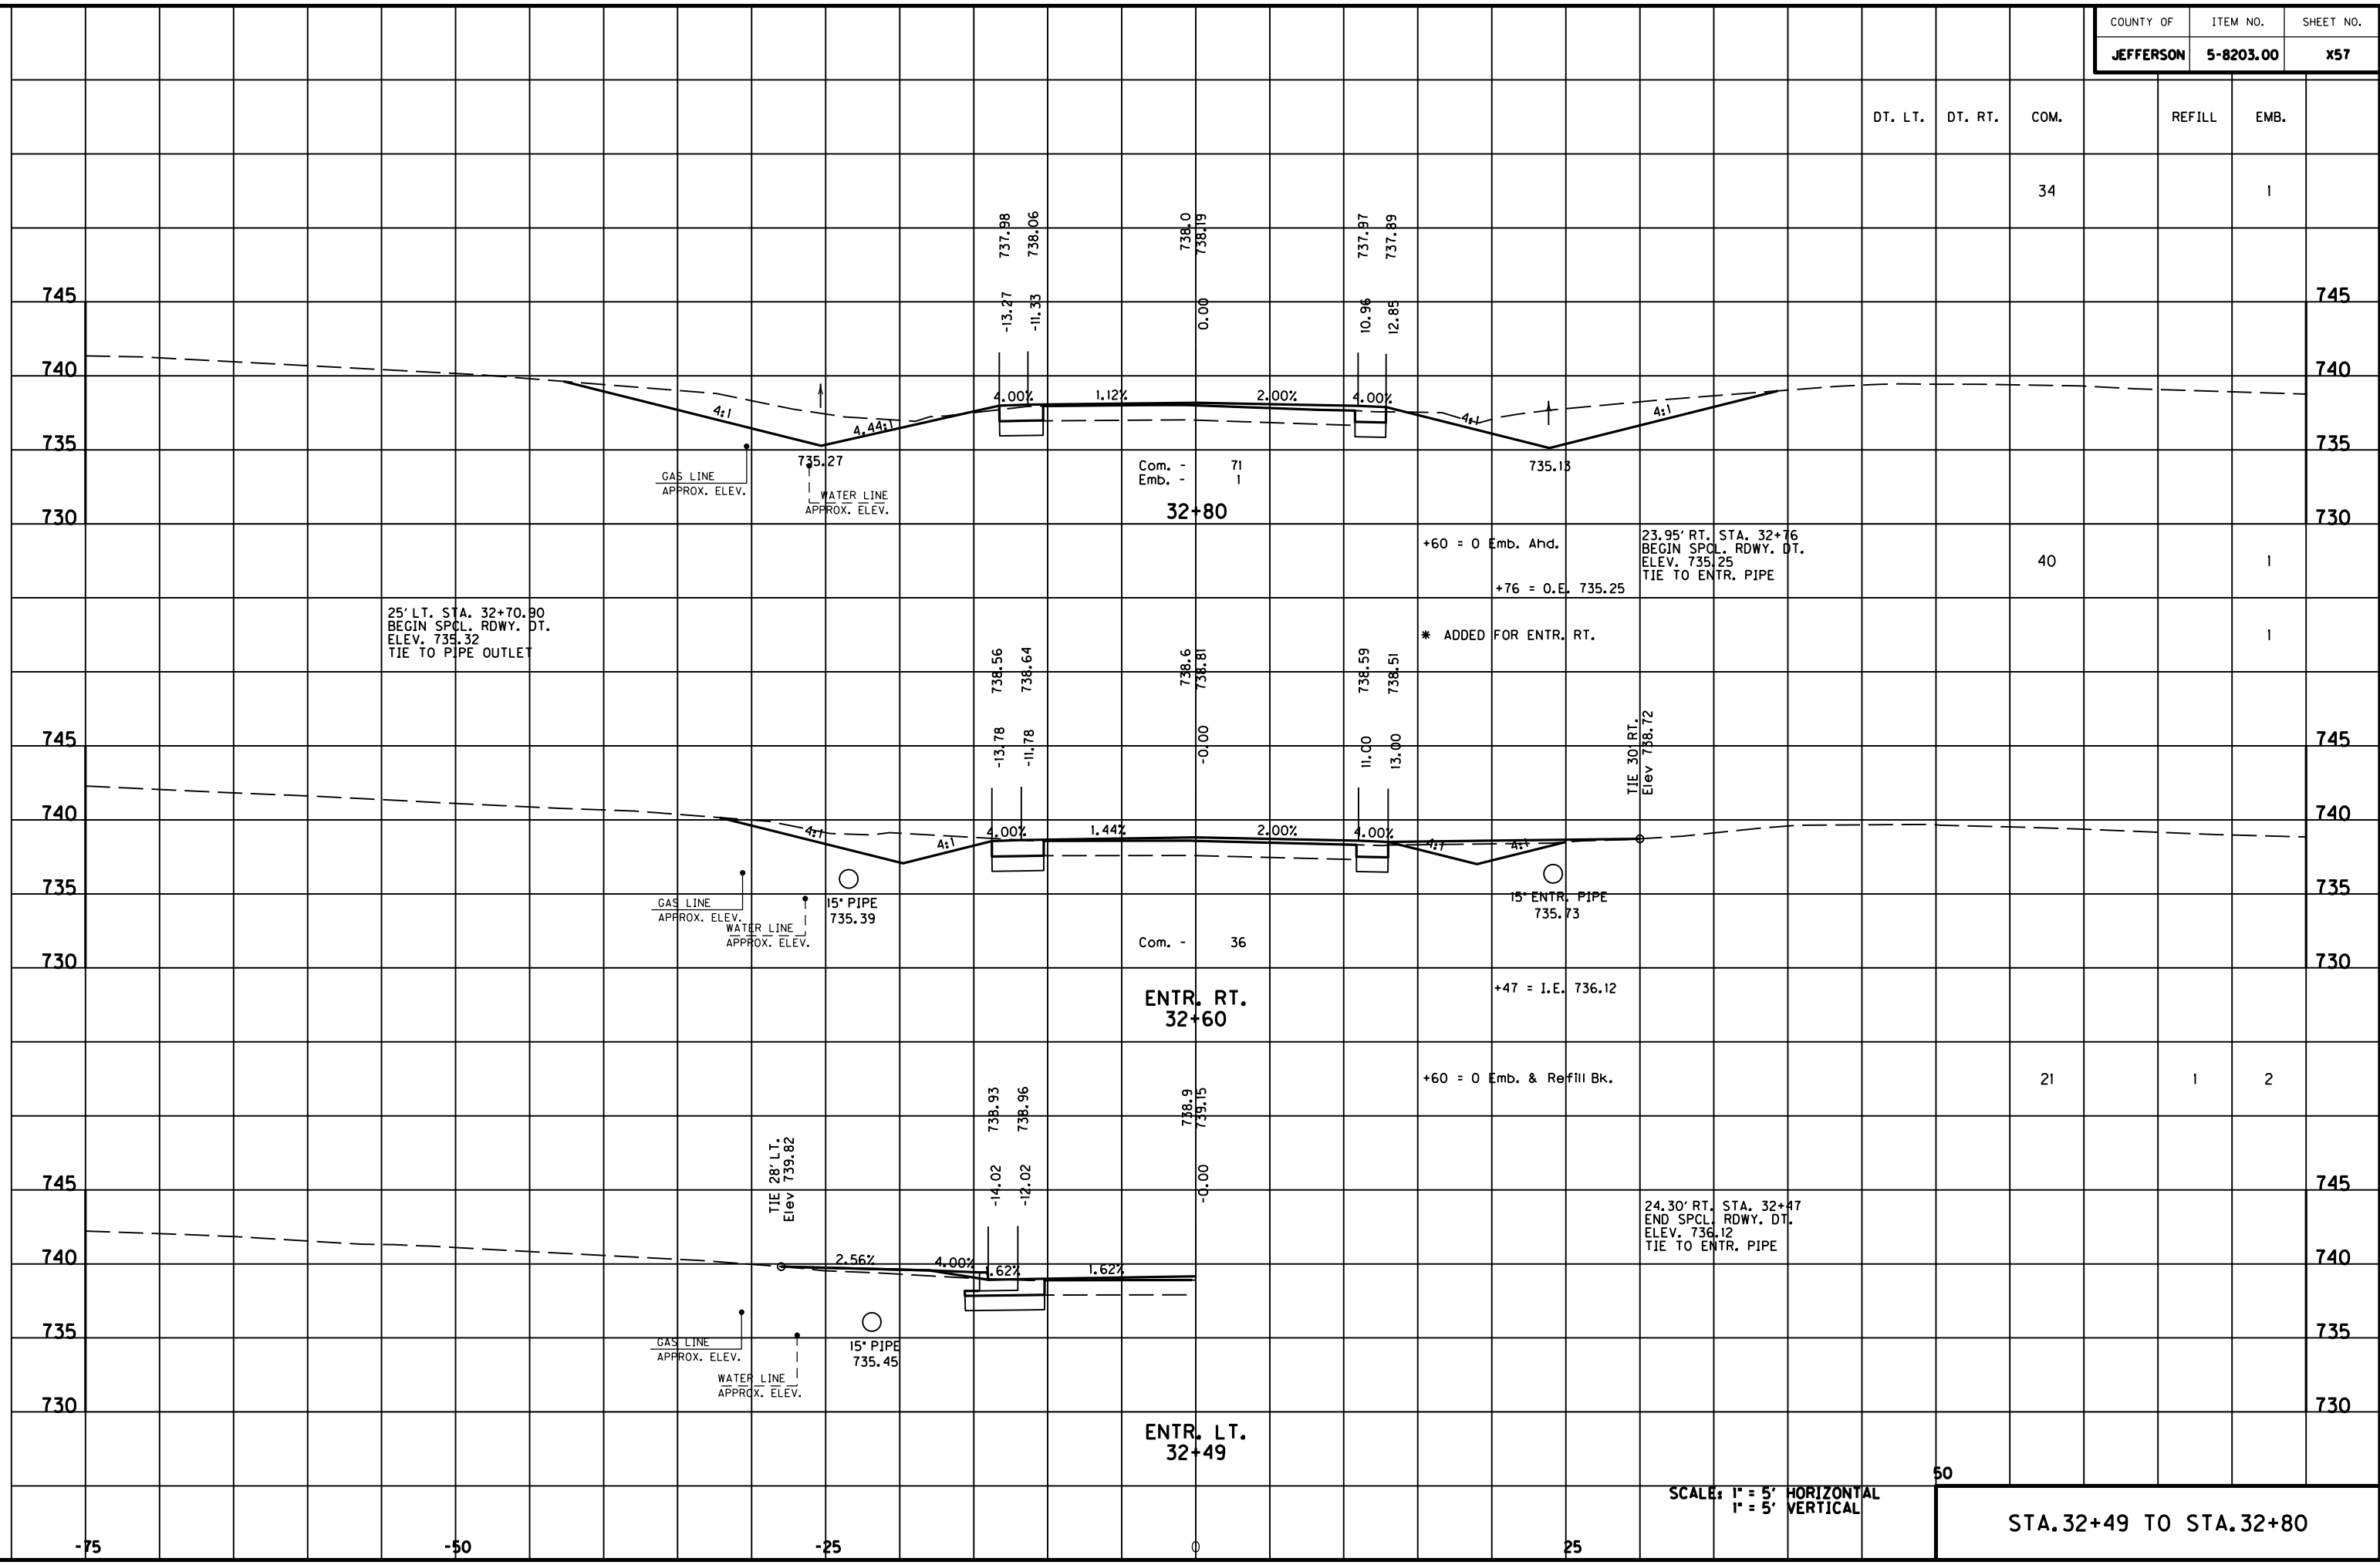 COUNTY OF ITEM NO. SHEET NO.
JEFFERSON 5-8203.00 X57
DT. LT. DT. RT. COM. REFILL EMB.
34 1
737.98 738.06 738.0 738.19 737.97 737.89
-13.27 -11.33 0.00 10.96 12.85
745 745
740 740
4.00% 1.12% 2.00% 4.00%
4:1 4.44:1 4:1 4:1
735 735
735.27 735.13
GAS LINE
APPROX. ELEV.
WATER LINE
APPROX. ELEV.
Com. - 71
Emb. - 1
32+80
730 730
+60 = 0 Emb. Ahd.
23.95' RT. STA. 32+76
BEGIN SPCL. RDWY. DT.
ELEV. 735.25
TIE TO ENTR. PIPE
40 1
+76 = O.E. 735.25
25' LT. STA. 32+70.90
BEGIN SPCL. RDWY. DT.
ELEV. 735.32
TIE TO PIPE OUTLET
* ADDED FOR ENTR. RT.
1
738.56 738.64 738.6 738.81 738.59 738.51
-13.78 -11.78 -0.00 11.00 13.00
TIE 30' RT.
Elev 738.72
745 745
740 740
4:1 4:1 4.00% 1.44% 2.00% 4.00% 4:1 4:1
735 735
GAS LINE
APPROX. ELEV.
WATER LINE
APPROX. ELEV.
15" PIPE
735.39
15" ENTR. PIPE
735.73
Com. - 36
730 730
+47 = I.E. 736.12
ENTR. RT.
32+60
+60 = 0 Emb. & Refill Bk.
21 1 2
738.93 738.96 738.9 739.15
TIE 28' LT.
Elev 739.82
-14.02 -12.02 -0.00
745 745
24.30' RT. STA. 32+47
END SPCL. RDWY. DT.
ELEV. 736.12
TIE TO ENTR. PIPE
740 740
2.56% 4.00% 1.62% 1.62%
735 735
GAS LINE
APPROX. ELEV.
WATER LINE
APPROX. ELEV.
15" PIPE
735.45
730 730
ENTR. LT.
32+49
50
SCALE: 1" = 5' HORIZONTAL
1" = 5' VERTICAL
STA.32+49 TO STA.32+80
-75 -50 -25 0 25